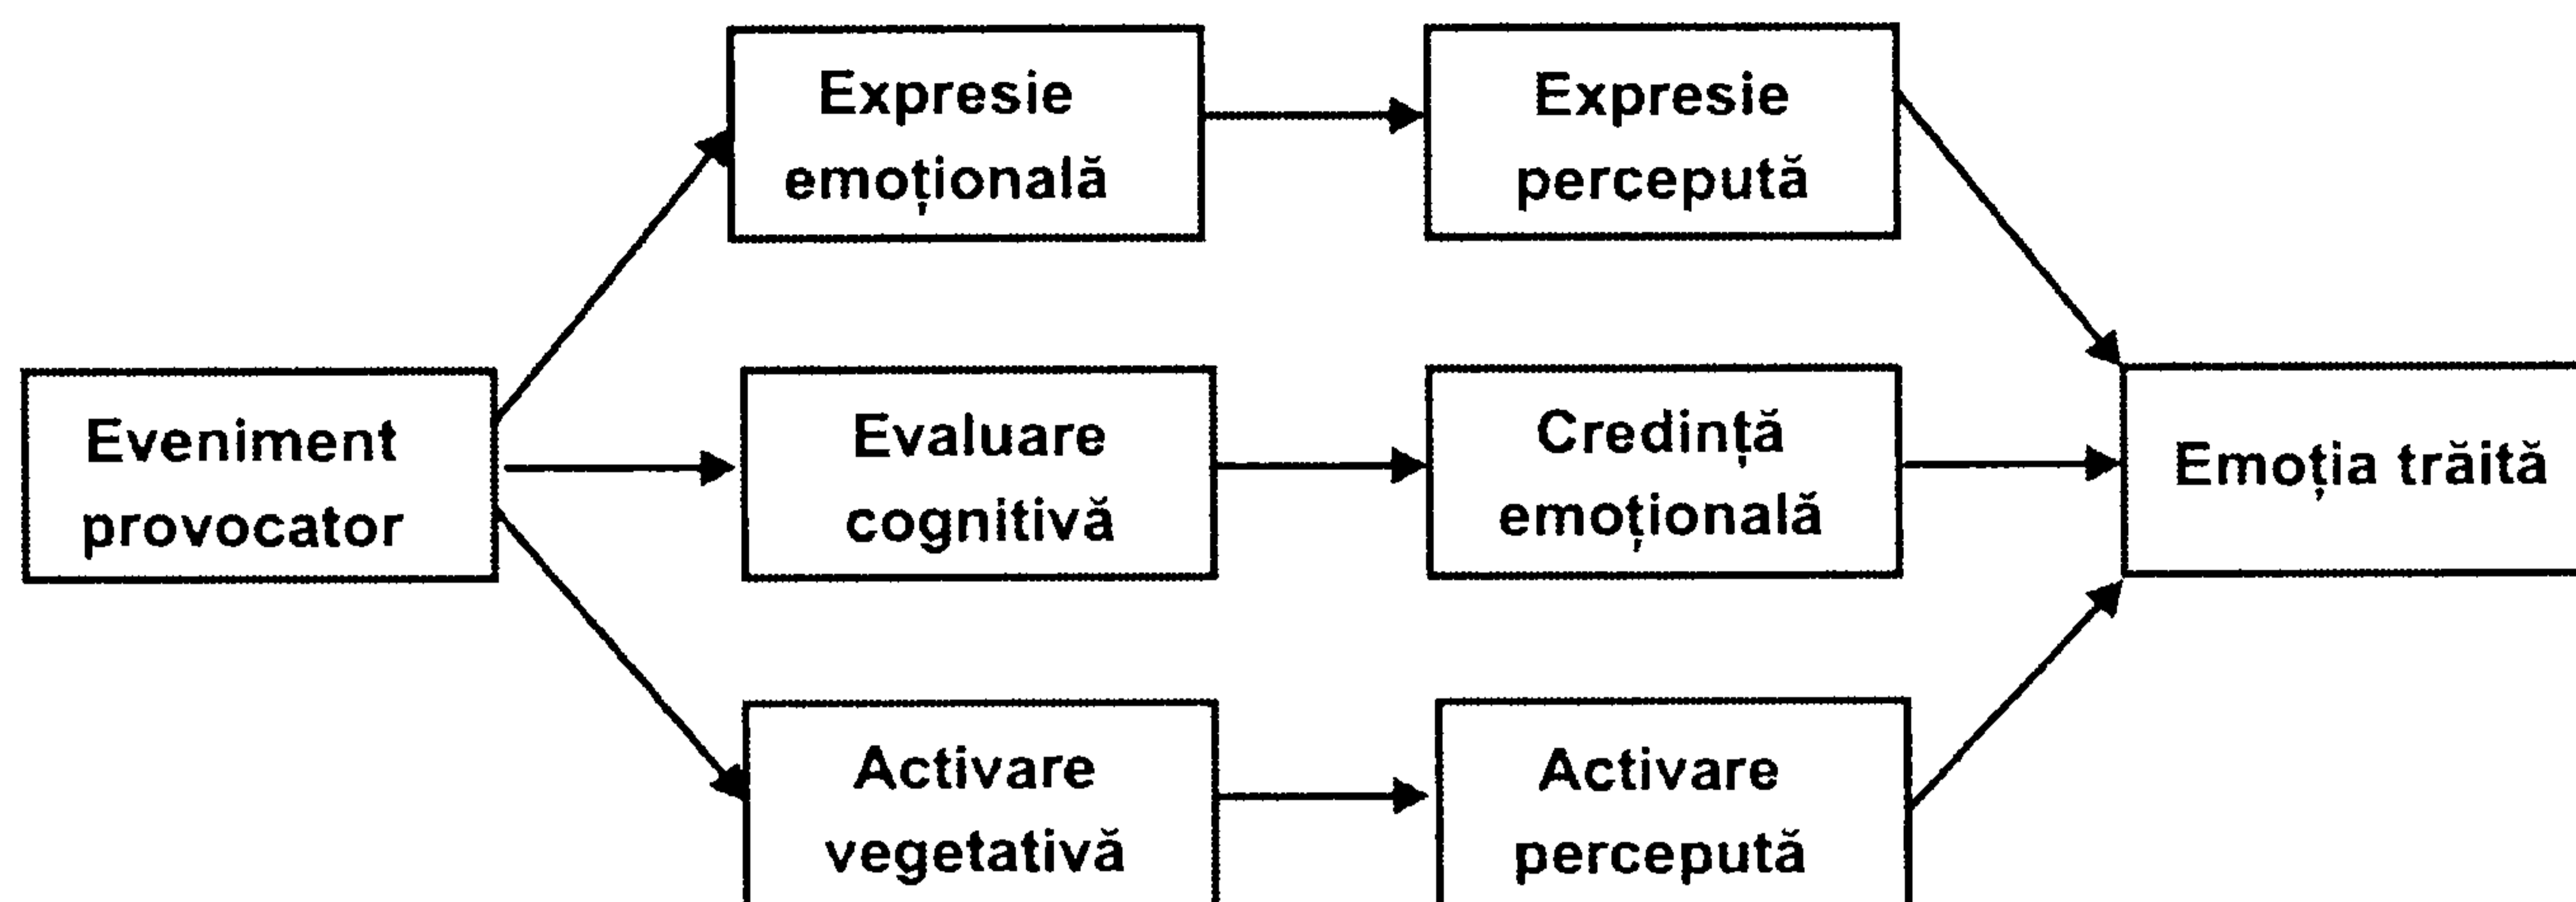 Expresie
emoțională
Expresie
percepută
Eveniment
provocator
Evaluare
cognitivă
Credință
emoțională
Emoția trăită
Activare
vegetativă
Activare
percepută